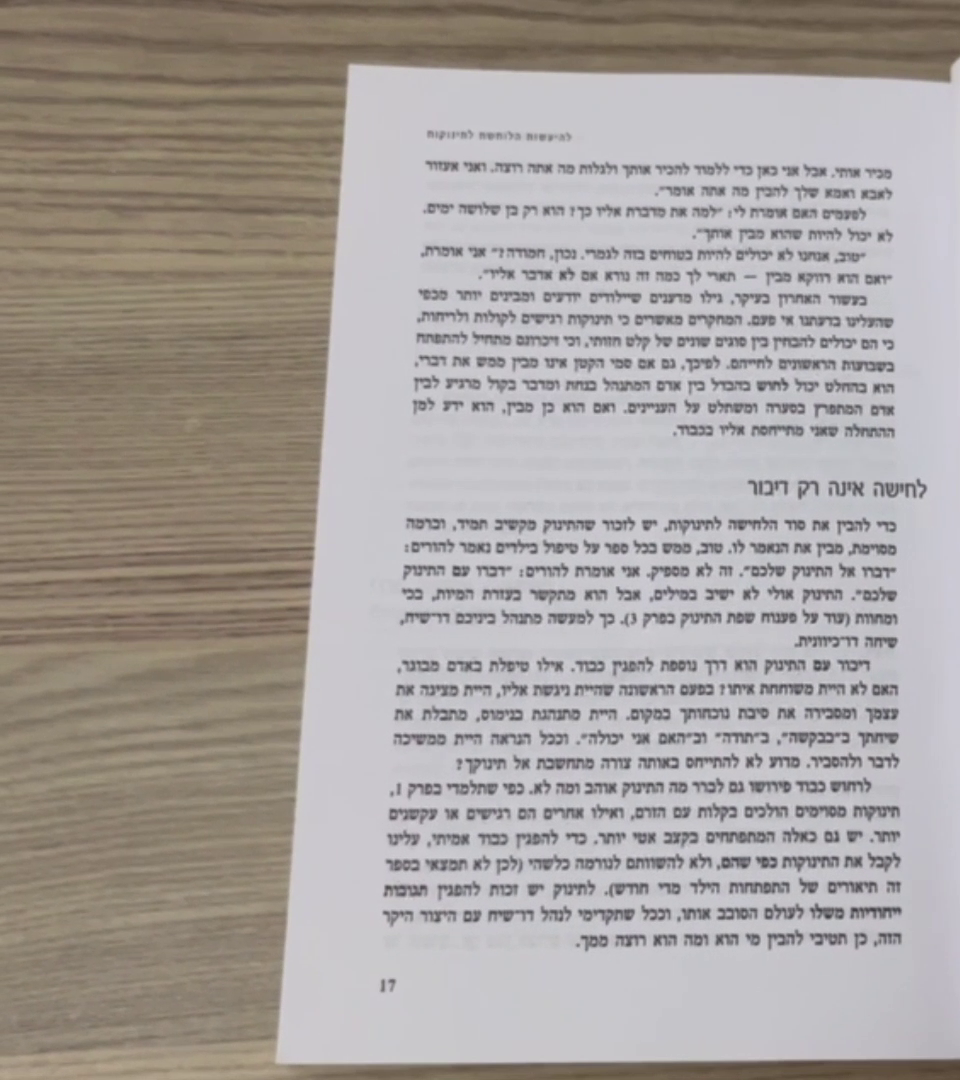 להיעשות הלוחשת לתינוקות
מכיר אותי. אבל אני כאן כדי ללמוד להכיר אותך ולגלות מה אתה רוצה. ואני אעזור
לאבא ואמא שלך להבין מה אתה אומר״.
לפעמים האם אומרת לי: ״למה את מדברת אליו כך? הוא רק בן שלושה ימים.
לא יכול להיות שהוא מבין אותך״.
״טוב, אנחנו לא יכולים להיות בטוחים בזה לגמרי. נכון, חמודה?״ אני אומרת,
״ואם הוא דווקא מבין — תארי לך כמה זה נורא אם לא אדבר אליו״.
בעשור האחרון בעיקר, גילו מדענים שיילודים יודעים ומבינים יותר מכפי
שהעלינו בדעתנו אי פעם. המחקרים מאשרים כי תינוקות רגישים לקולות ולריחות,
כי הם יכולים להבחין בין סוגים שונים של קלט חזותי, וכי זיכרונם מתחיל להתפתח
בשבועות הראשונים לחייהם. לפיכך, גם אם סמי הקטן אינו מבין ממש את דברי,
הוא בהחלט יכול לחוש בהבדל בין אדם המתנהל בנחת ומדבר בקול מרגיע לבין
אדם המתפרץ בסערה ומשתלט על העניינים. ואם הוא כן מבין, הוא ידע למן
ההתחלה שאני מתייחסת אליו בכבוד.
לחישה אינה רק דיבור
כדי להבין את סוד הלחישה לתינוקות, יש לזכור שהתינוק מקשיב תמיד, וברמה
מסוימת, מבין את הנאמר לו. טוב, ממש בכל ספר על טיפול בילדים נאמר להורים:
״דברו אל התינוק שלכם״. זה לא מספיק. אני אומרת להורים: ״דברו עם התינוק
שלכם״. התינוק אולי לא ישיב במילים, אבל הוא מתקשר בעזרת המיות, בכי
ומחוות (עוד על פענוח שפת התינוק בפרק 3). כך למעשה מתנהל ביניכם דו־שיח,
שיחה דו־כיוונית.
דיבור עם התינוק הוא דרך נוספת להפגין כבוד. אילו טיפלת באדם מבוגר,
האם לא היית משוחחת איתו? בפעם הראשונה שהיית ניגשת אליו, היית מציגה את
עצמך ומסבירה את סיבת נוכחותך במקום. היית מתנהגת בנימוס, מתבלת את
שיחתך ב״בבקשה״, ב״תודה״ וב״האם אני יכולה״. וככל הנראה היית ממשיכה
לדבר ולהסביר. מדוע לא להתייחס באותה צורה מתחשבת אל תינוקך?
לרחוש כבוד פירושו גם לברר מה התינוק אוהב ומה לא. כפי שתלמדי בפרק 1,
תינוקות מסוימים הולכים בקלות עם הזרם, ואילו אחרים הם רגישים או עקשנים
יותר. יש גם כאלה המתפתחים בקצב אטי יותר. כדי להפגין כבוד אמיתי, עלינו
לקבל את התינוקות כפי שהם, ולא להשוותם לנורמה כלשהי (לכן לא תמצאי בספר
זה תיאורים של התפתחות הילד מדי חודש). לתינוק יש זכות להפגין תגובות
ייחודיות משלו לעולם הסובב אותו, וככל שתקדימי לנהל דו־שיח עם היצור היקר
הזה, כן תטיבי להבין מי הוא ומה הוא רוצה ממך.
17